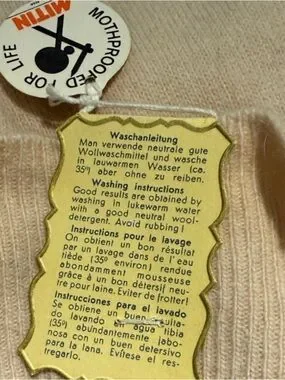 MOTHPROOFED FOR LIFE
MITIN
Waschanleitung
Man verwende neutrale gute
Wollwaschmittel und wasche
in lauwarmen Wasser (ca.
35°) aber ohne zu reiben.
Washing instructions
Good results are obtained by
washing in lukewarm water
with a good neutral wool-
detergent. Avoid rubbing!
Instructions pour le lavage
On obtient un bon résultat
par un lavage dans de l'eau
tiède (35° environ) rendue
abondamment mousseuse
grâce à un bon détersif neu-
tre pour laine. Eviter de frotter!
Instrucciones para el lavado
Se obtiene un buen resulta-
do lavando en agua tibia
(35°) abúndantemente jabo-
nosa con un buen detersivo
para la lana. Evitese el res-
tregarlo.